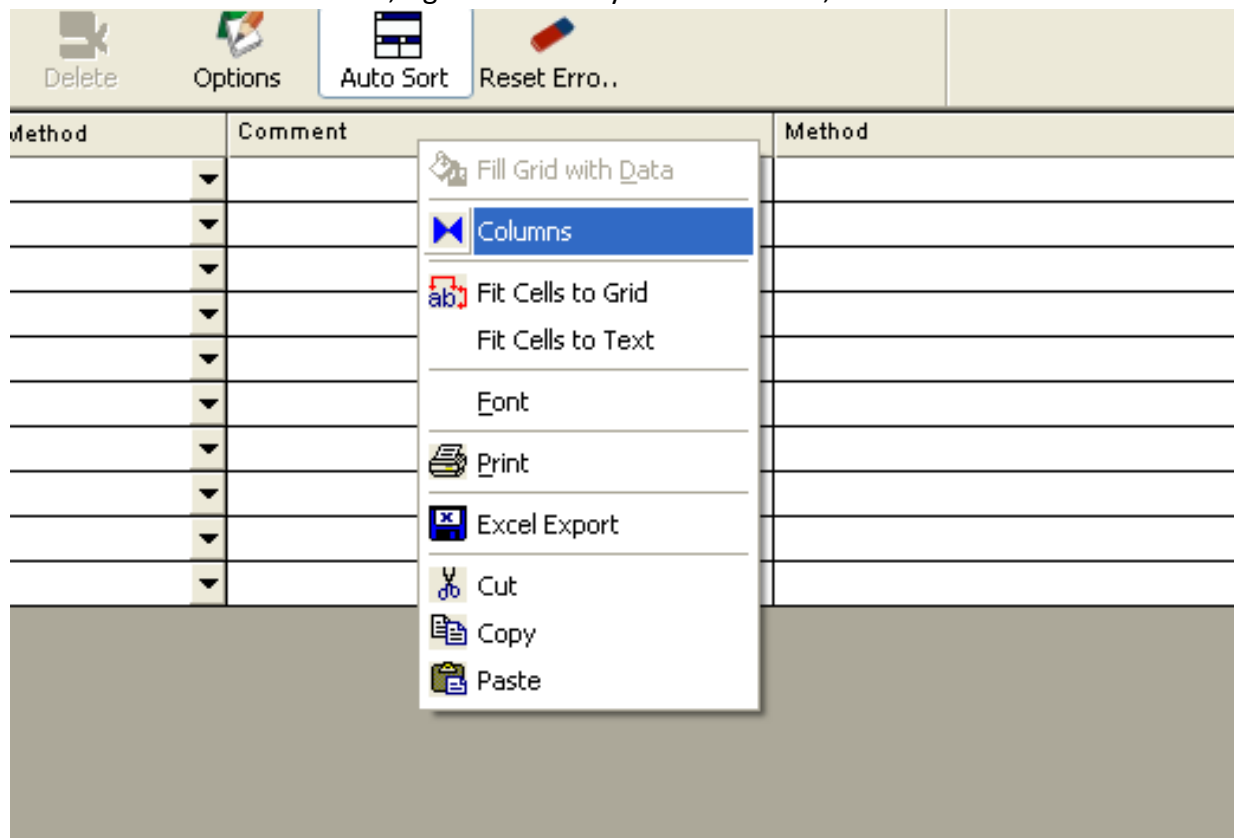 Delete Options Auto Sort Reset Erro..
Method Comment Method
Fill Grid with Data
Columns
Fit Cells to Grid
Fit Cells to Text
Font
Print
Excel Export
Cut
Copy
Paste